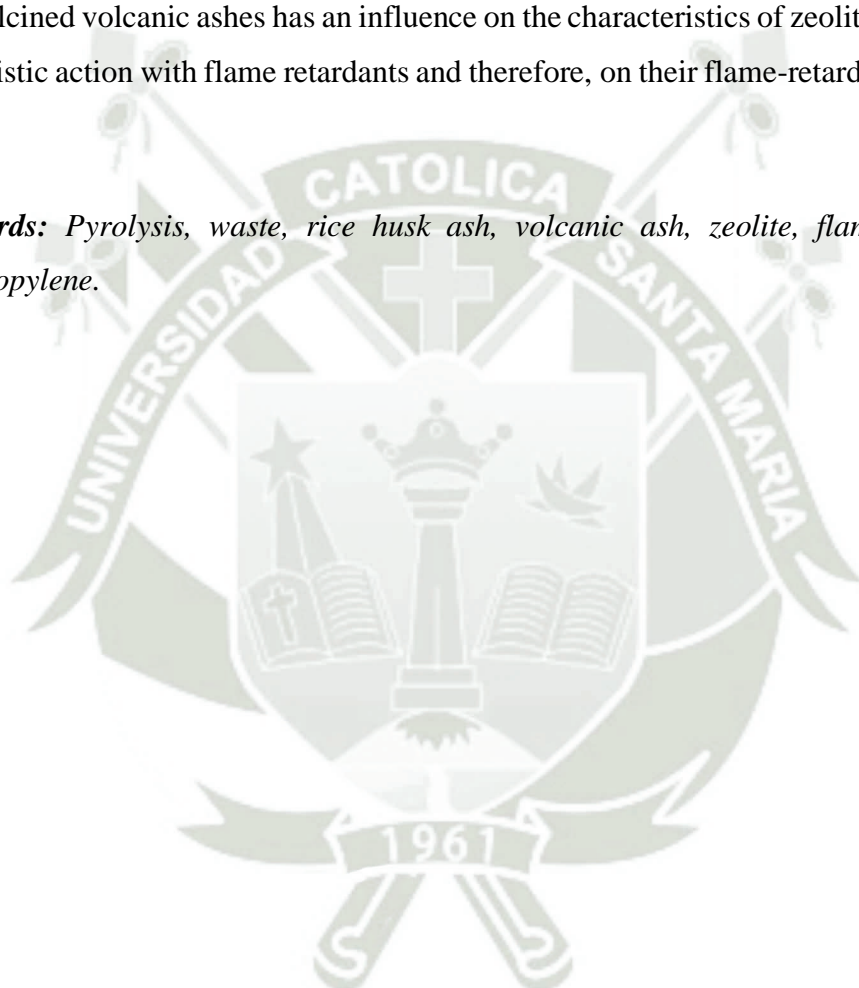 lcined volcanic ashes has an influence on the characteristics of zeolit
istic action with flame retardants and therefore, on their flame-retard
rds: Pyrolysis, waste, rice husk ash, volcanic ash, zeolite, flan
opylene.
CATOLICA
UNIVERSIDAD
SANTA MARIA
1961